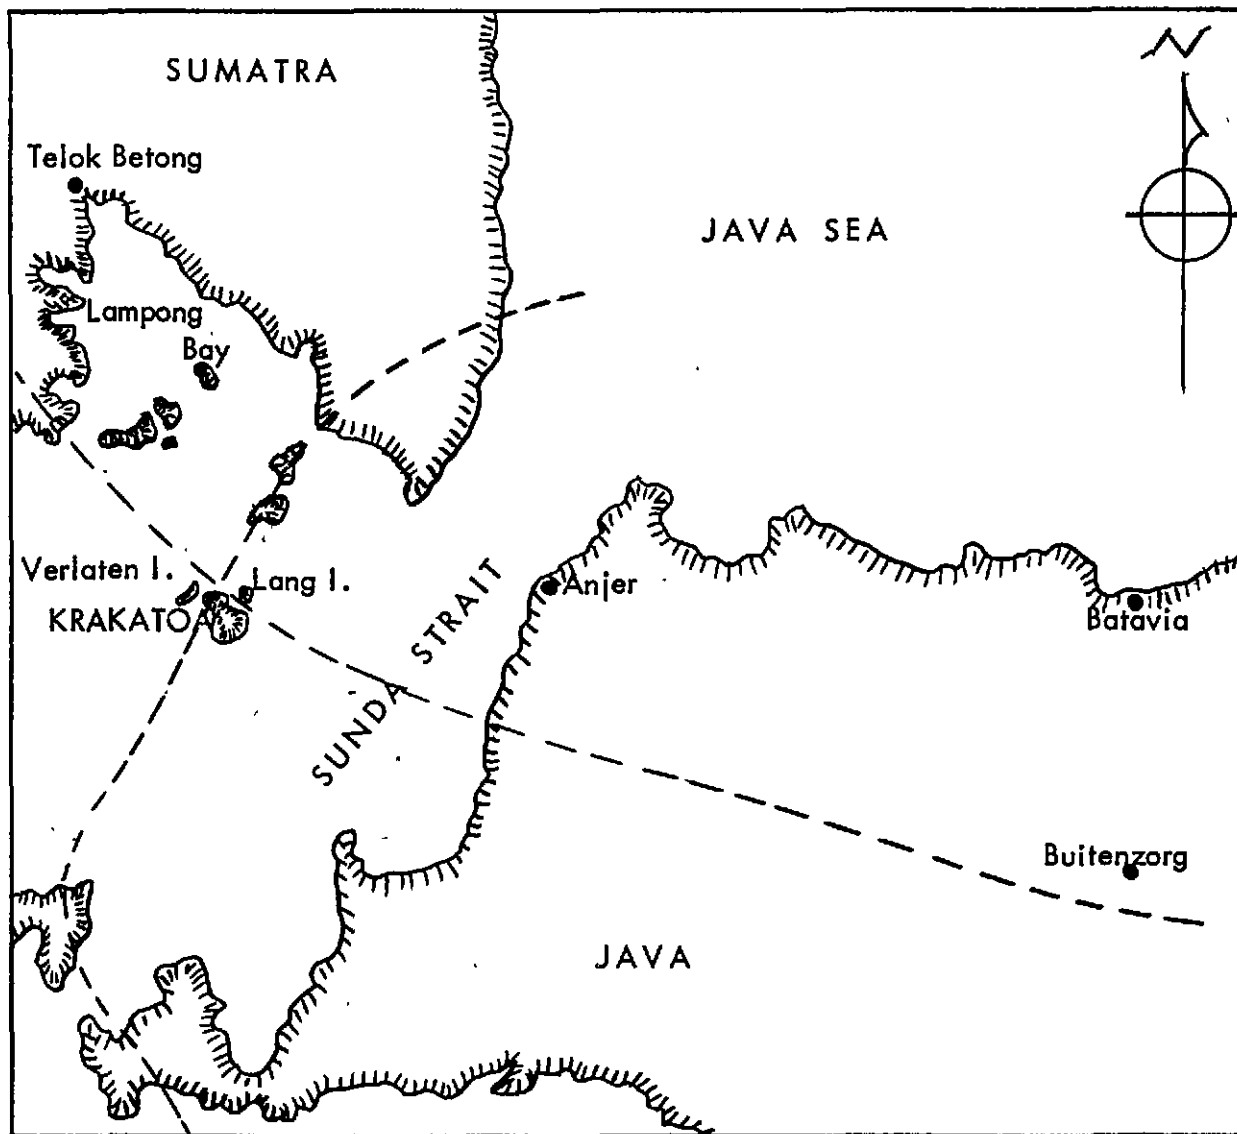 N
SUMATRA
Telok Betong
JAVA SEA
Lampong
Bay
Verlaten I.
Lang I.
KRAKATOA
Anjer
Batavia
SUNDA STRAIT
Buitenzorg
JAVA